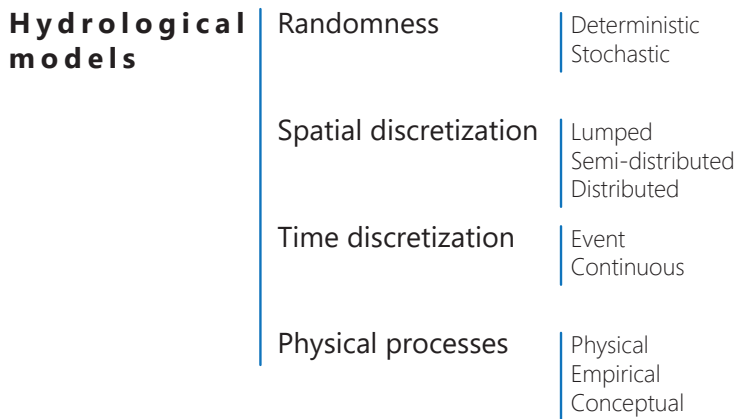 Hydrological
models
Randomness
Deterministic
Stochastic
Spatial discretization
Lumped
Semi-distributed
Distributed
Time discretization
Event
Continuous
Physical processes
Physical
Empirical
Conceptual